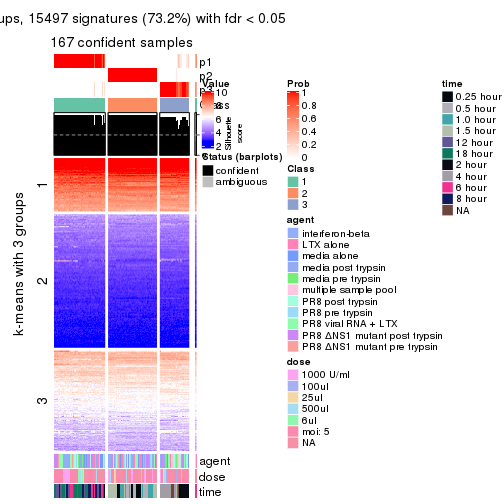 ups, 15497 signatures (73.2%) with fdr < 0.05
167 confident samples
p1
p2
Value
10
6
4
2
Silhouette
score
Status (barplots)
confident
ambiguous
k-means with 3 groups
1
2
3
agent
dose
time
Prob
1
0.8
0.6
0.4
0.2
0
Class
1
2
3
agent
interferon-beta
LTX alone
media alone
media post trypsin
media pre trypsin
multiple sample pool
PR8 post trypsin
PR8 pre trypsin
PR8 viral RNA + LTX
PR8 ΔNS1 mutant post trypsin
PR8 ΔNS1 mutant pre trypsin
dose
1000 U/ml
100ul
25ul
500ul
6ul
moi: 5
NA
time
0.25 hour
0.5 hour
1.0 hour
1.5 hour
12 hour
18 hour
2 hour
4 hour
6 hour
8 hour
NA